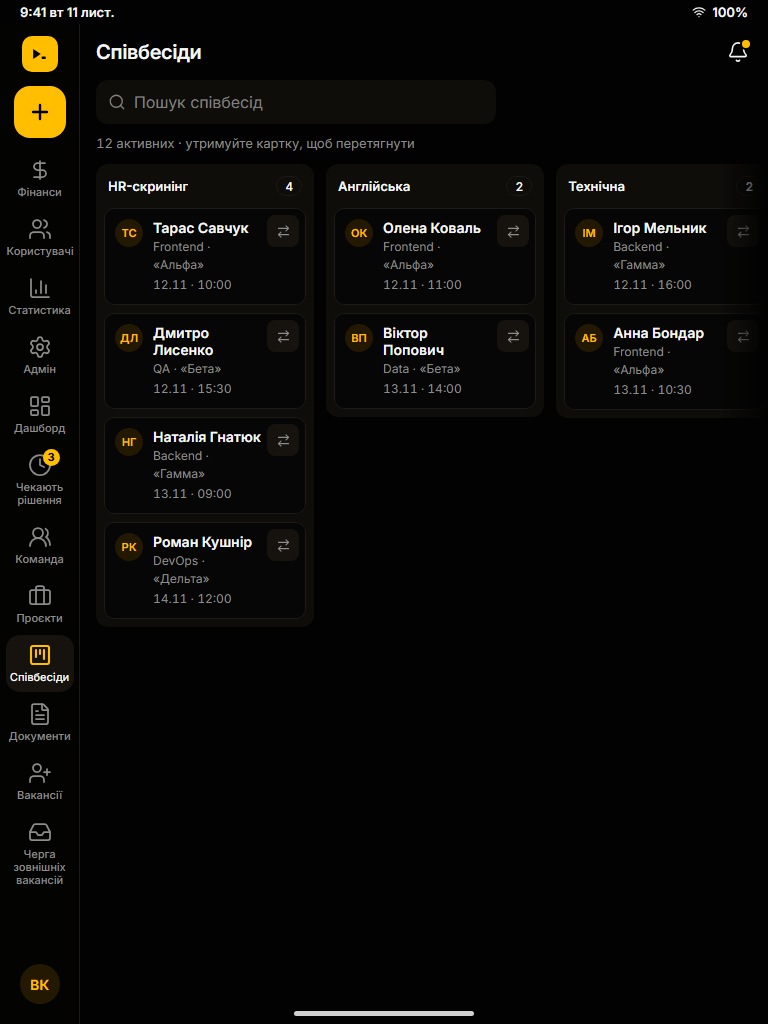 9:41 вт 11 лист.
100%
Співбесіди
Пошук співбесід
12 активних · утримуйте картку, щоб перетягнути
Фінанси
Користувачі
Статистика
Адмін
Дашборд
3
Чекають
рішення
Команда
Проєкти
Співбесіди
Документи
Вакансії
Черга
зовнішніх
вакансій
ВК
HR-скринінг
4
ТС
Тарас Савчук
Frontend ·
«Альфа»
12.11 · 10:00
ДЛ
Дмитро
Лисенко
QA · «Бета»
12.11 · 15:30
НГ
Наталія Гнатюк
Backend ·
«Гамма»
13.11 · 09:00
РК
Роман Кушнір
DevOps ·
«Дельта»
14.11 · 12:00
Англійська
2
ОК
Олена Коваль
Frontend ·
«Альфа»
12.11 · 11:00
ВП
Віктор
Попович
Data · «Бета»
13.11 · 14:00
Технічна
2
ІМ
Ігор Мельник
Backend ·
«Гамма»
12.11 · 16:00
АБ
Анна Бондар
Frontend ·
«Альфа»
13.11 · 10:30